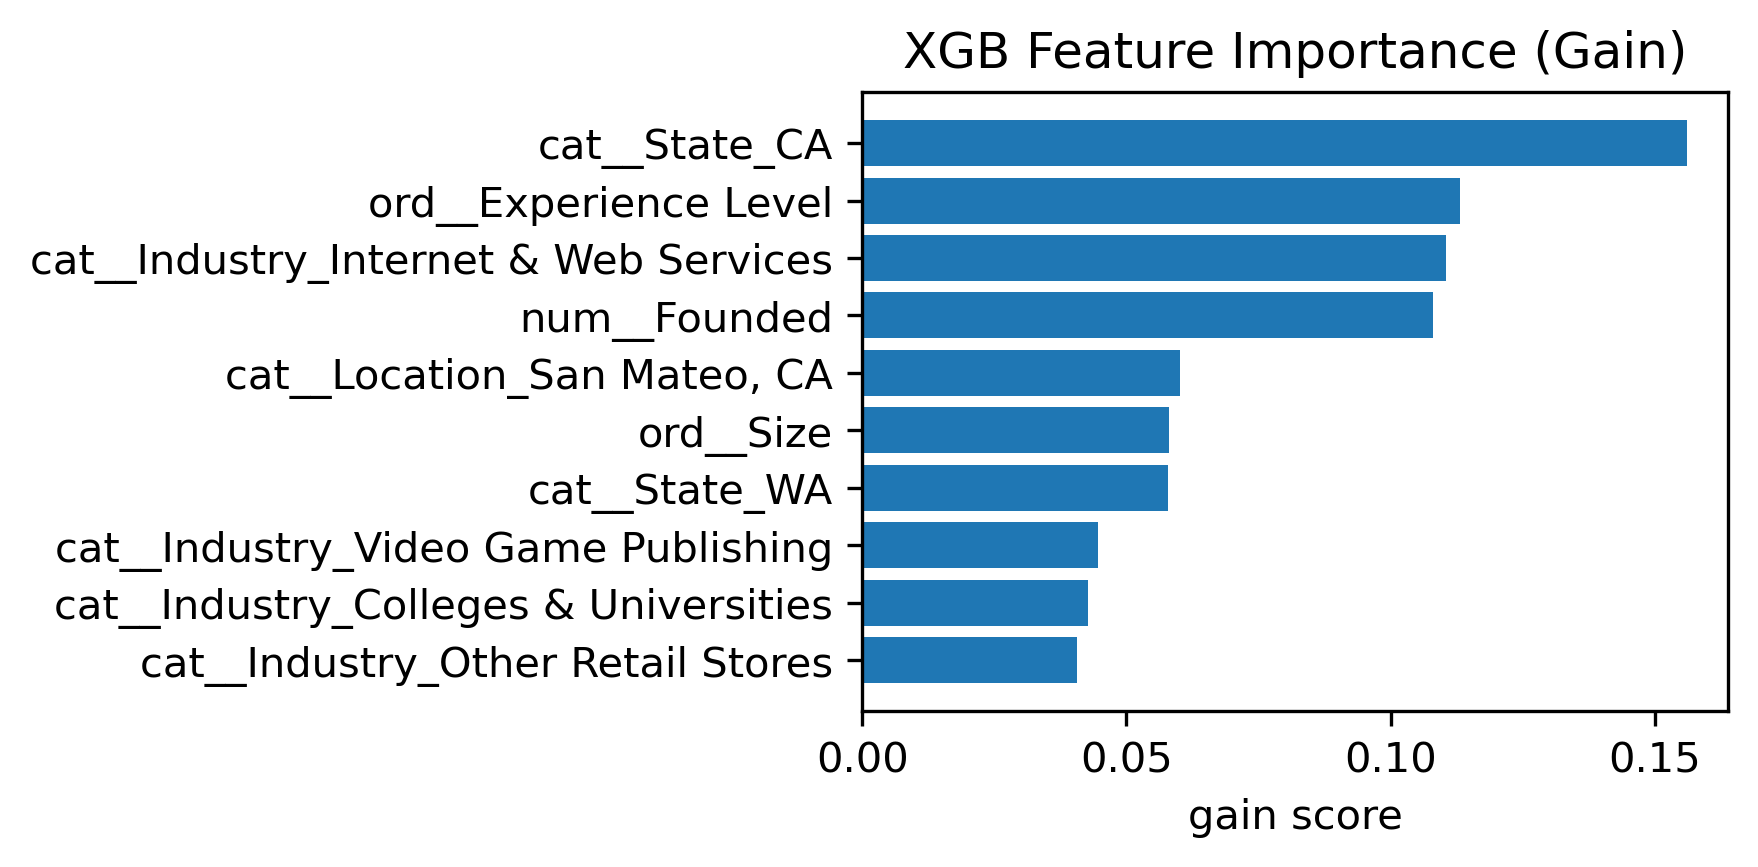 XGB Feature Importance (Gain)
cat__State_CA
ord__Experience Level
cat__Industry_Internet & Web Services
num__Founded
cat__Location_San Mateo, CA
ord__Size
cat__State_WA
cat__Industry_Video Game Publishing
cat__Industry_Colleges & Universities
cat__Industry_Other Retail Stores
0.00 0.05 0.10 0.15
gain score